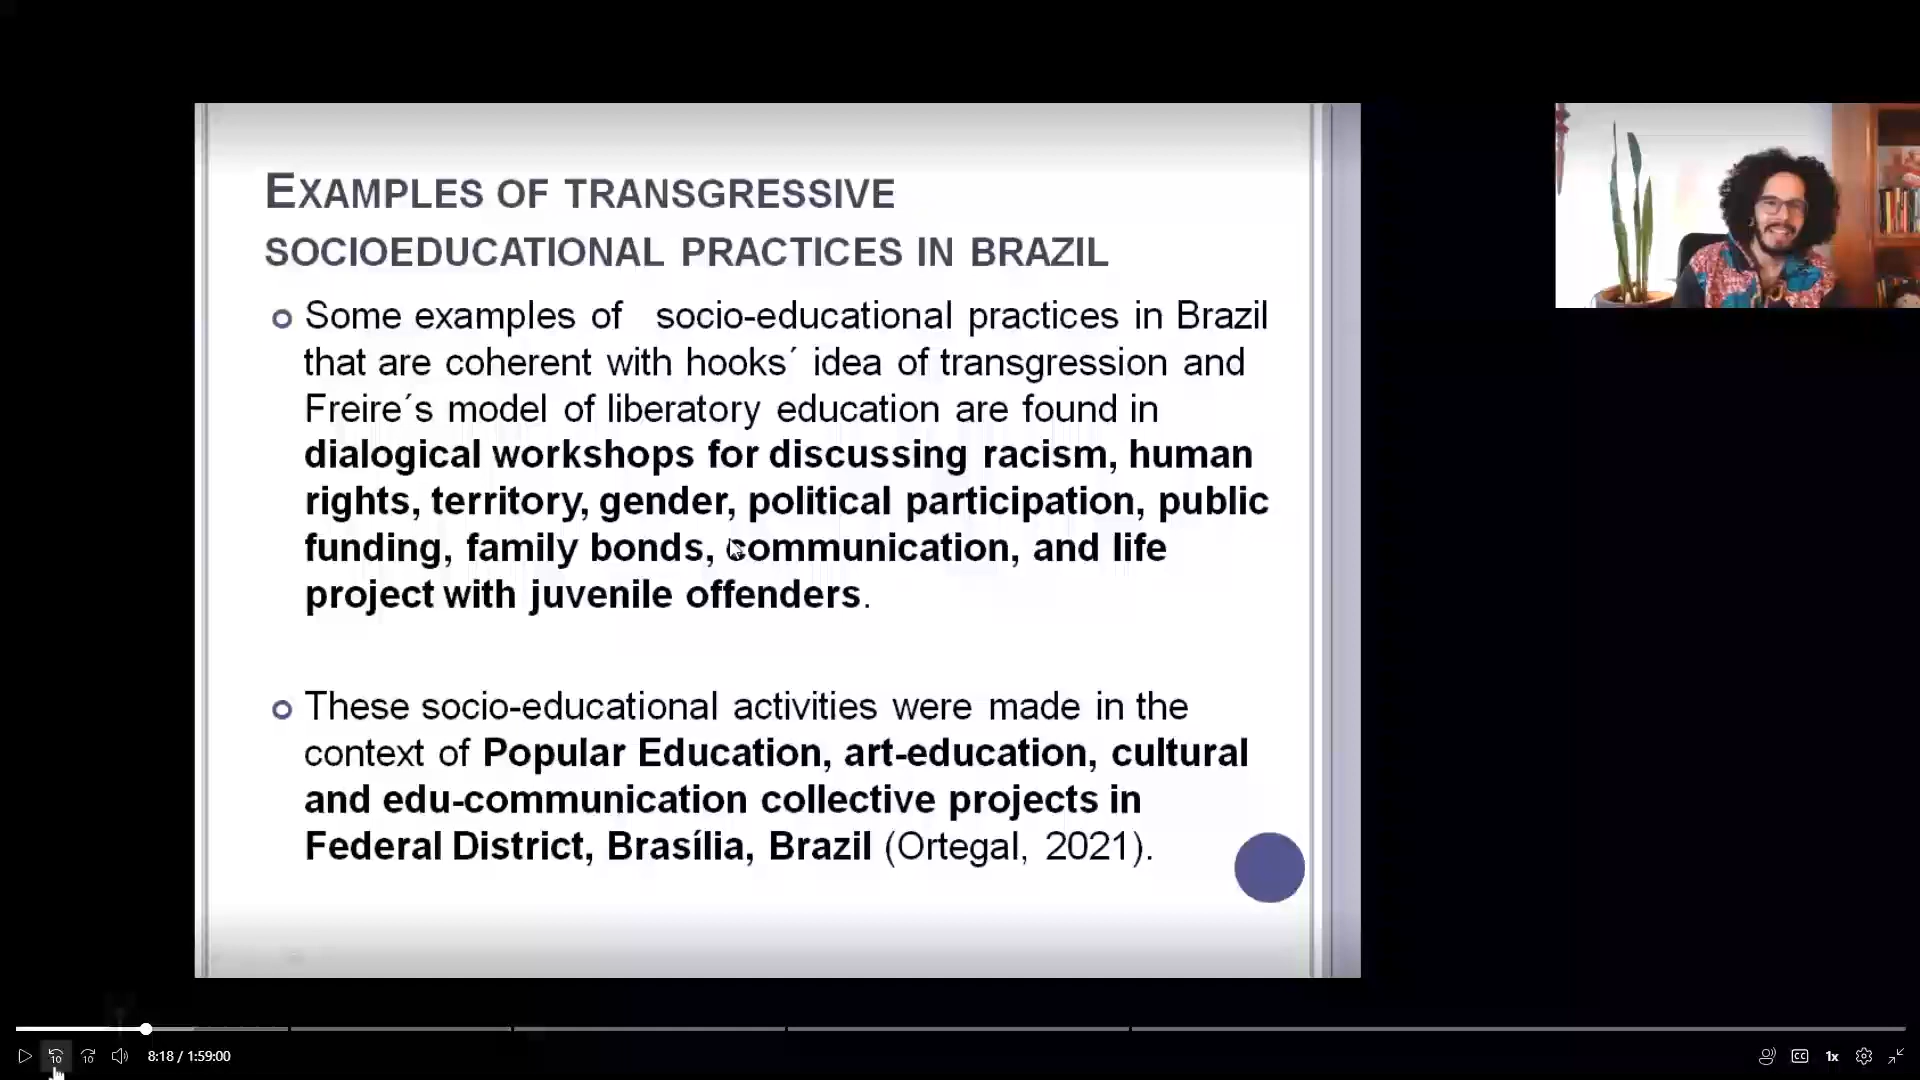 EXAMPLES OF TRANSGRESSIVE
SOCIOEDUCATIONAL PRACTICES IN BRAZIL
Some examples of socio-educational practices in Brazil
that are coherent with hooks´ idea of transgression and
Freire´s model of liberatory education are found in
dialogical workshops for discussing racism, human
rights, territory, gender, political participation, public
funding, family bonds, communication, and life
project with juvenile offenders.
These socio-educational activities were made in the
context of Popular Education, art-education, cultural
and edu-communication collective projects in
Federal District, Brasília, Brazil (Ortegal, 2021).
10
10
8:18 / 1:59:00
CC
1x